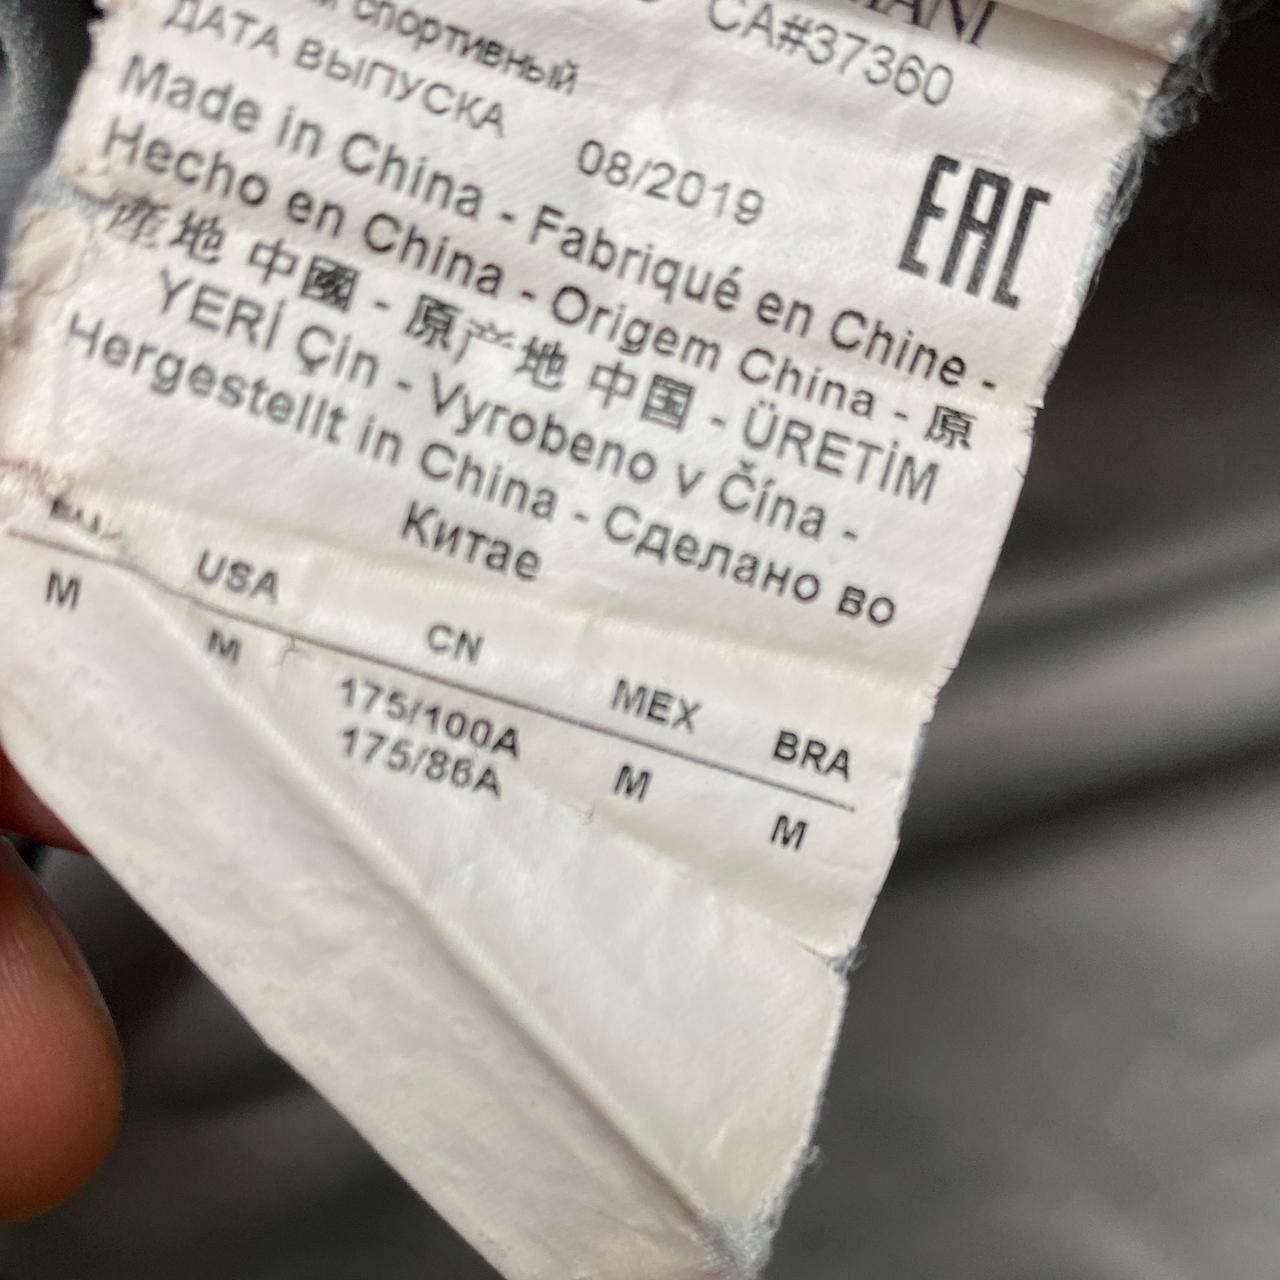 CA#37360
спортивный
ДАТА ВЫПУСКА 08/2019
EAC
Made in China - Fabriqué en Chine -
Hecho en China - Origem China - 原
産地 中國 - 原产地 中国 - ÜRETİM
YERİ Çin - Vyrobeno v Čína -
Hergestellt in China - Сделано во
Китае
EU USA CN MEX BRA
M M 175/100A M M
175/86A